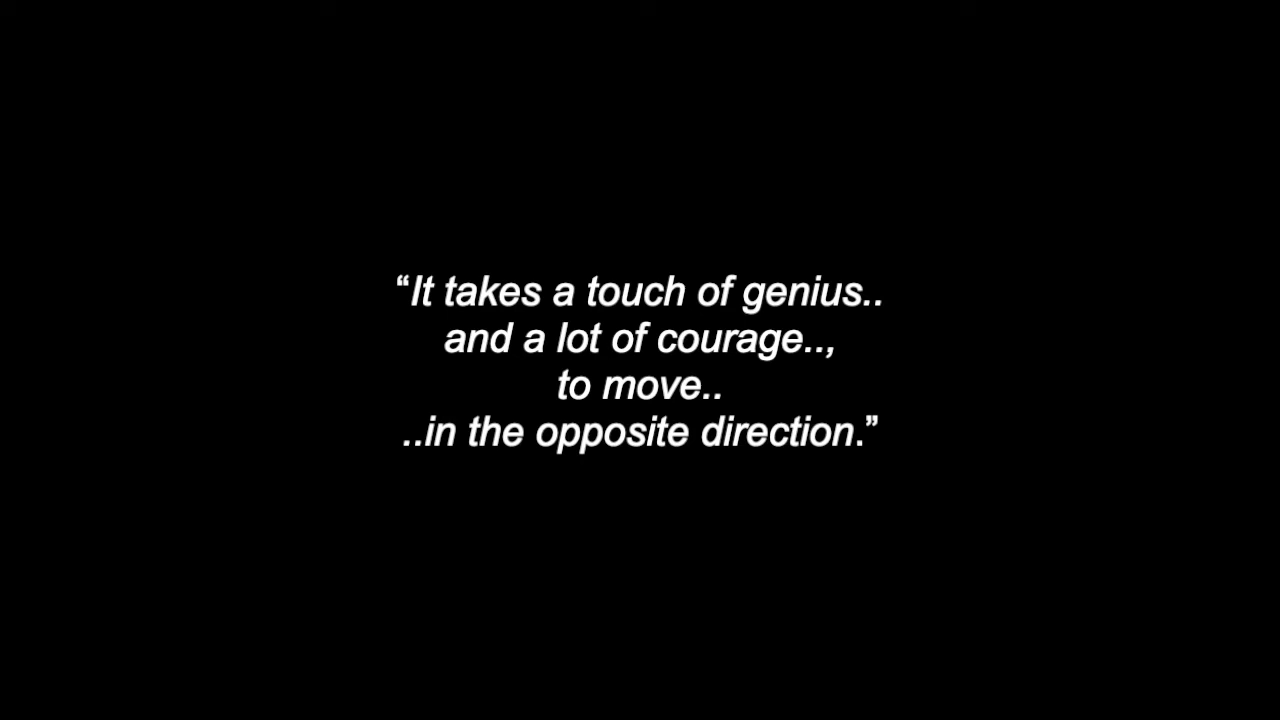 “It takes a touch of genius..
and a lot of courage..,
to move..
..in the opposite direction.”